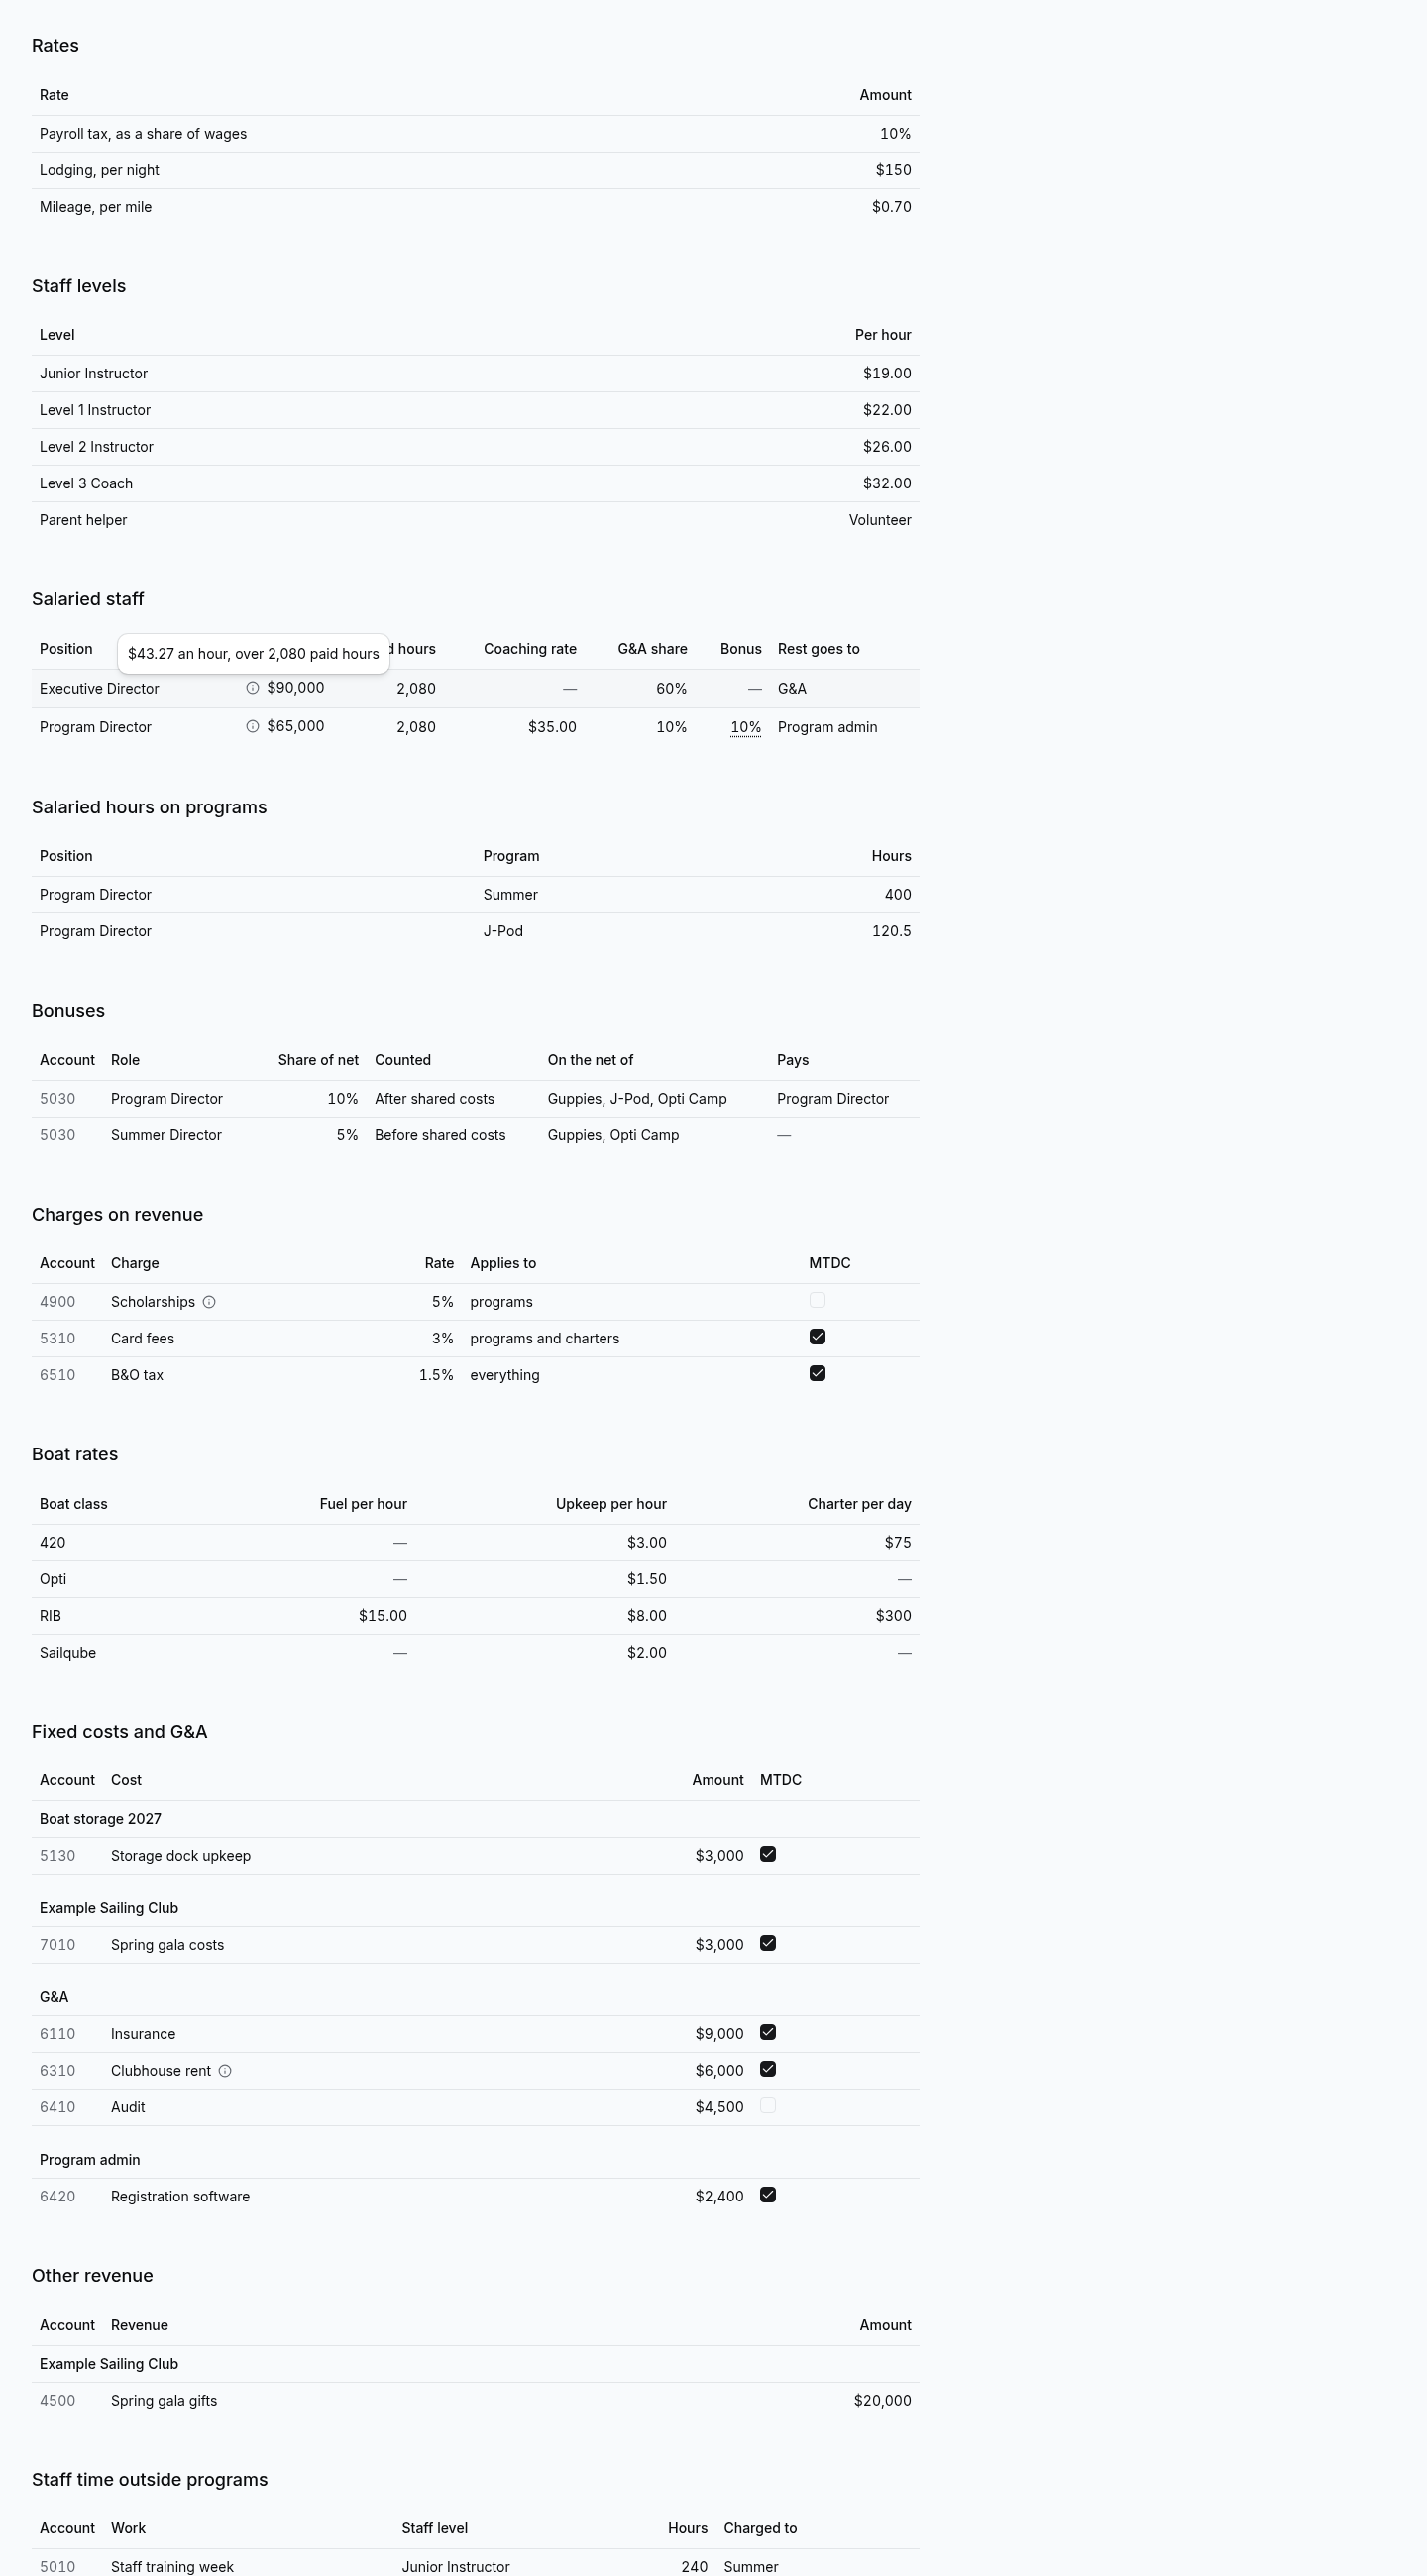 Rates
Rate Amount
Payroll tax, as a share of wages 10%
Lodging, per night $150
Mileage, per mile $0.70
Staff levels
Level Per hour
Junior Instructor $19.00
Level 1 Instructor $22.00
Level 2 Instructor $26.00
Level 3 Coach $32.00
Parent helper Volunteer
Salaried staff
Position d hours Coaching rate G&A share Bonus Rest goes to
$43.27 an hour, over 2,080 paid hours
Executive Director $90,000 2,080 — 60% — G&A
Program Director $65,000 2,080 $35.00 10% 10% Program admin
Salaried hours on programs
Position Program Hours
Program Director Summer 400
Program Director J-Pod 120.5
Bonuses
Account Role Share of net Counted On the net of Pays
5030 Program Director 10% After shared costs Guppies, J-Pod, Opti Camp Program Director
5030 Summer Director 5% Before shared costs Guppies, Opti Camp —
Charges on revenue
Account Charge Rate Applies to MTDC
4900 Scholarships 5% programs
5310 Card fees 3% programs and charters
6510 B&O tax 1.5% everything
Boat rates
Boat class Fuel per hour Upkeep per hour Charter per day
420 — $3.00 $75
Opti — $1.50 —
RIB $15.00 $8.00 $300
Sailqube — $2.00 —
Fixed costs and G&A
Account Cost Amount MTDC
Boat storage 2027
5130 Storage dock upkeep $3,000
Example Sailing Club
7010 Spring gala costs $3,000
G&A
6110 Insurance $9,000
6310 Clubhouse rent $6,000
6410 Audit $4,500
Program admin
6420 Registration software $2,400
Other revenue
Account Revenue Amount
Example Sailing Club
4500 Spring gala gifts $20,000
Staff time outside programs
Account Work Staff level Hours Charged to
5010 Staff training week Junior Instructor 240 Summer